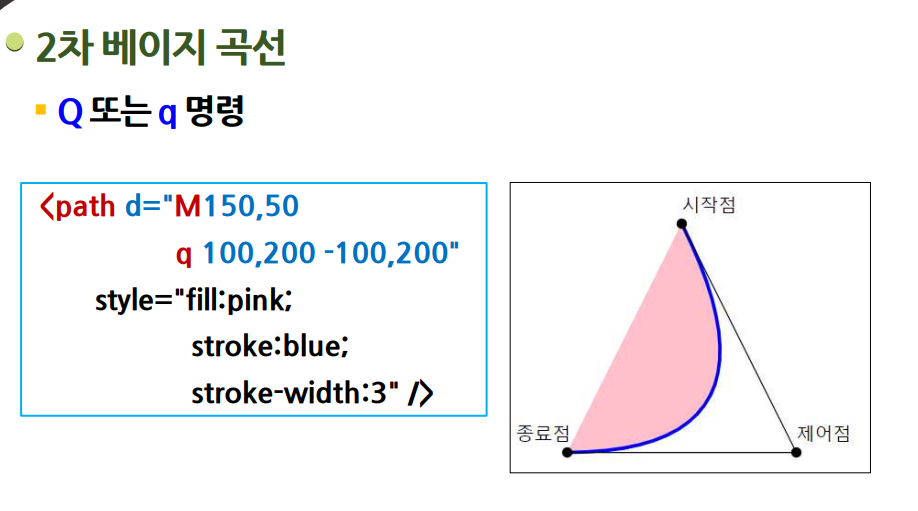 2차 베이지 곡선
Q 또는 q 명령
<path d="M150,50
q 100,200 -100,200"
style="fill:pink;
stroke:blue;
stroke-width:3" />
시작점
종료점
제어점